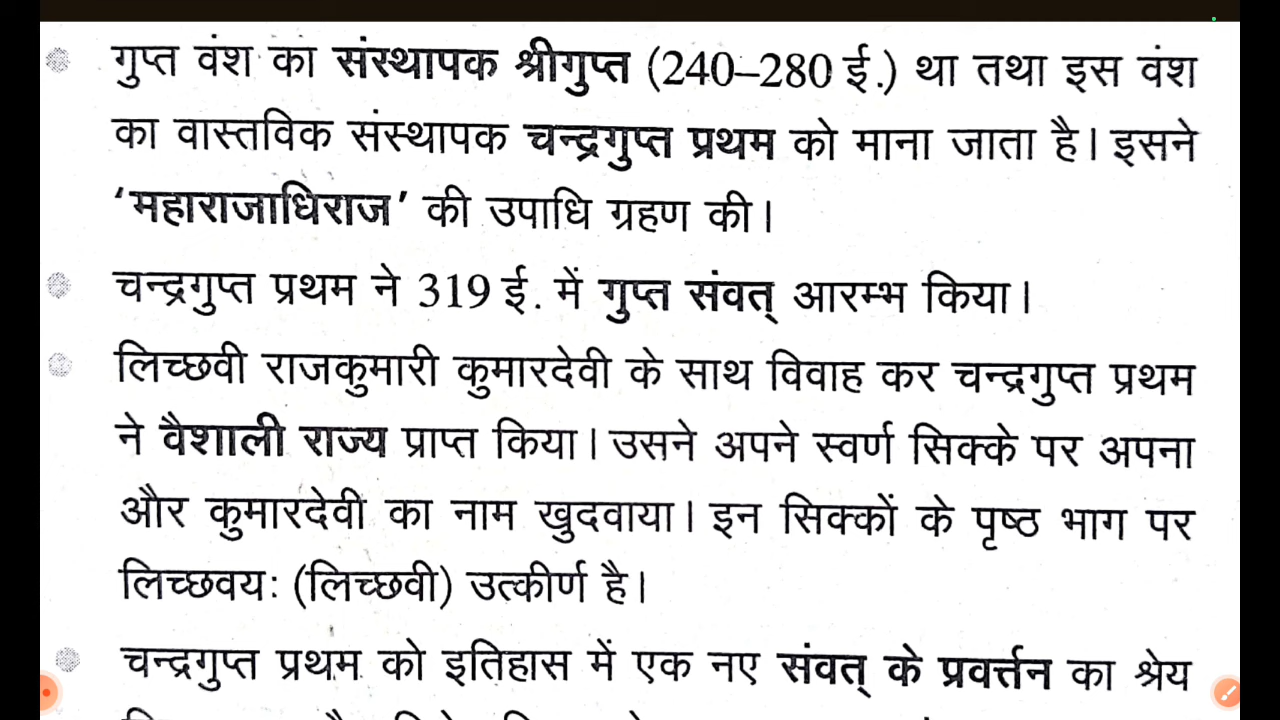 गुप्त वंश का संस्थापक श्रीगुप्त (240–280 ई.) था तथा इस वंश
का वास्तविक संस्थापक चन्द्रगुप्त प्रथम को माना जाता है। इसने
‘महाराजाधिराज’ की उपाधि ग्रहण की।
चन्द्रगुप्त प्रथम ने 319 ई. में गुप्त संवत् आरम्भ किया।
लिच्छवी राजकुमारी कुमारदेवी के साथ विवाह कर चन्द्रगुप्त प्रथम
ने वैशाली राज्य प्राप्त किया। उसने अपने स्वर्ण सिक्के पर अपना
और कुमारदेवी का नाम खुदवाया। इन सिक्कों के पृष्ठ भाग पर
लिच्छवयः (लिच्छवी) उत्कीर्ण है।
चन्द्रगुप्त प्रथम को इतिहास में एक नए संवत् के प्रवर्त्तन का श्रेय